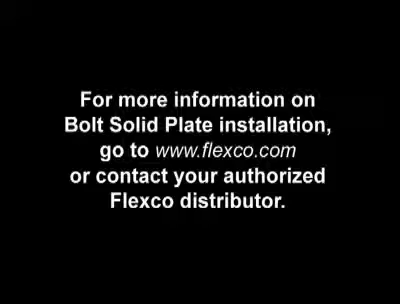 For more information on
Bolt Solid Plate installation,
go to www.flexco.com
or contact your authorized
Flexco distributor.